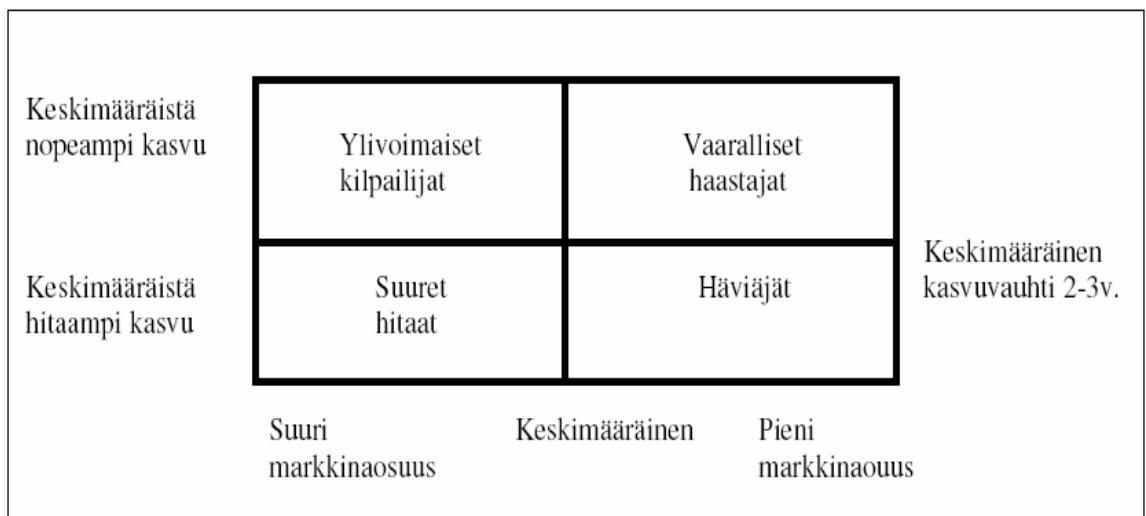 Keskimääräistä
nopeampi kasvu
Ylivoimaiset
kilpailijat
Vaaralliset
haastajat
Keskimääräistä
hitaampi kasvu
Suuret
hitaat
Häviäjät
Keskimääräinen
kasvuvauhti 2-3v.
Suuri
markkinaosuus
Keskimääräinen
Pieni
markkinaouus